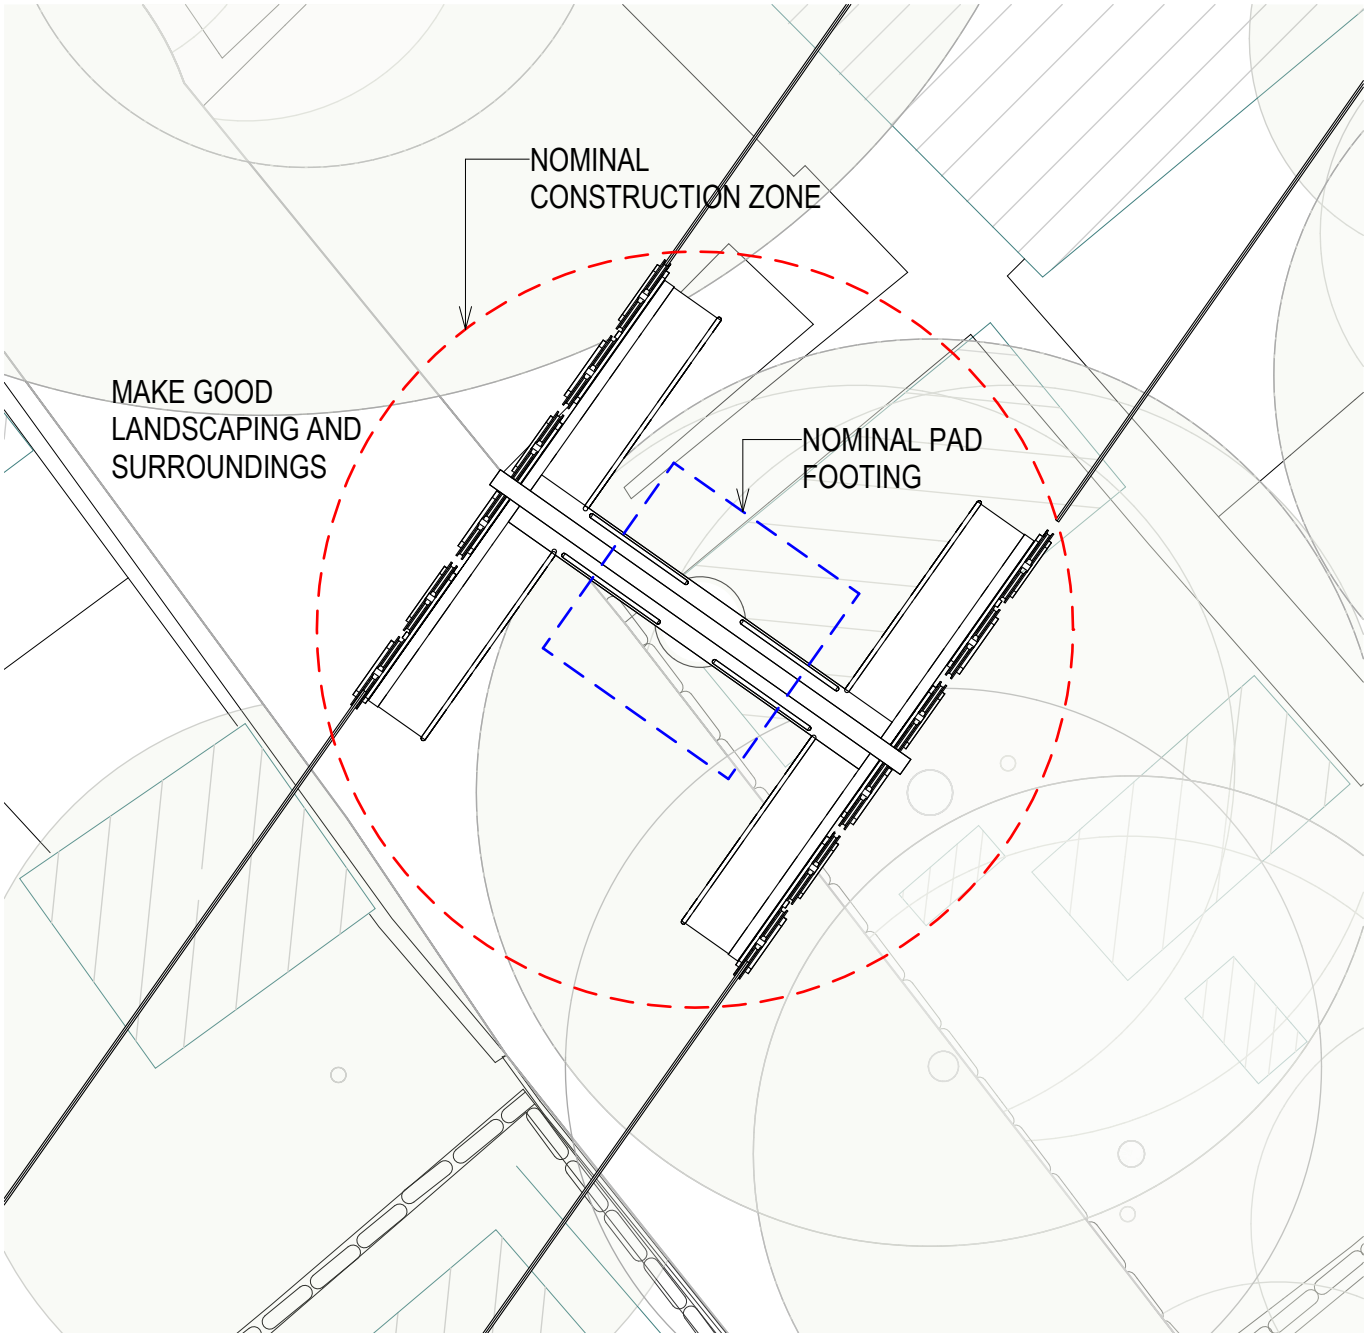 NOMINAL
CONSTRUCTION ZONE
MAKE GOOD
LANDSCAPING AND
SURROUNDINGS
NOMINAL PAD
FOOTING